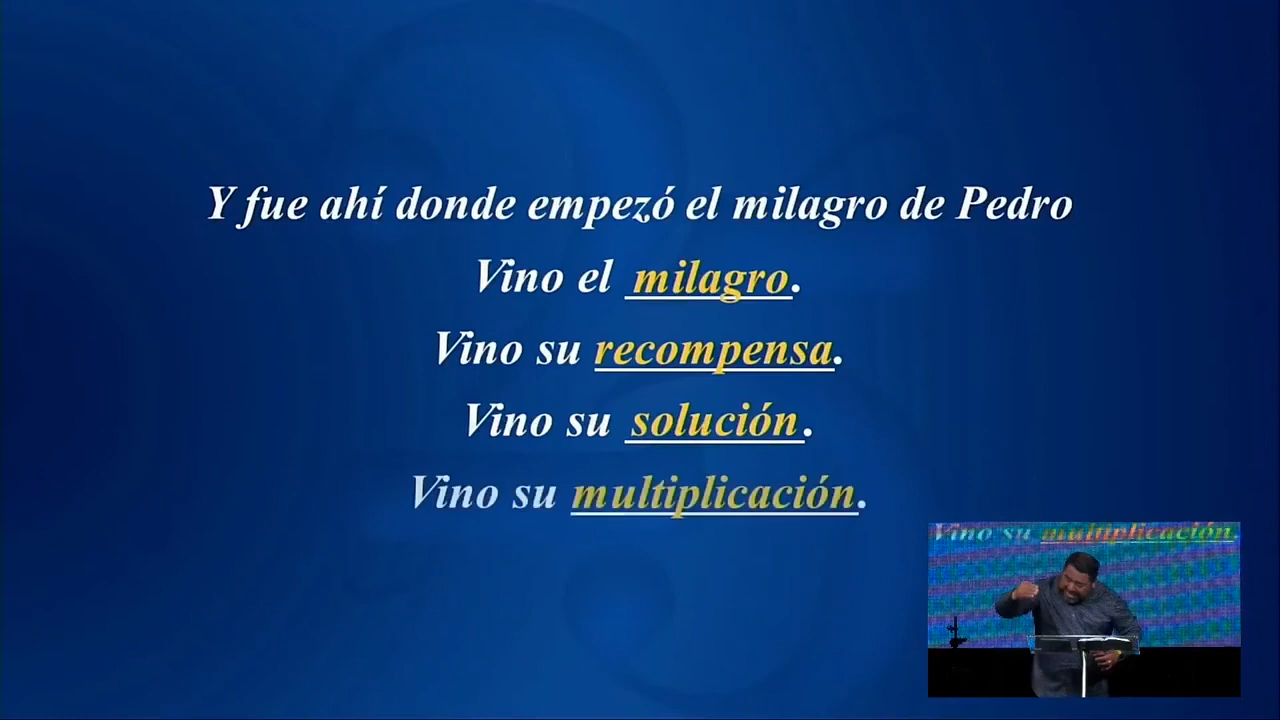 Y fue ahí donde empezó el milagro de Pedro
Vino el milagro.
Vino su recompensa.
Vino su solución.
Vino su multiplicación.
Vino su multiplicación.